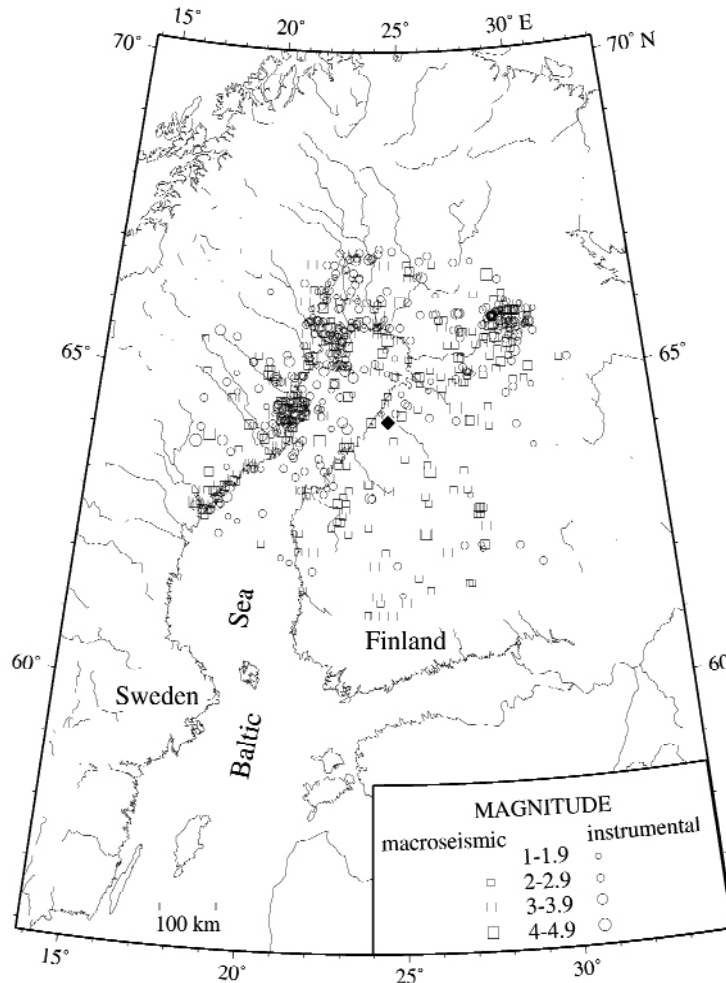 15° 20° 25° 30° E
70° 70° N
65° 65°
Sea
Finland
60° 60
Sweden
Baltic
MAGNITUDE
macroseismic instrumental
1-1.9
2-2.9
3-3.9
4-4.9
100 km
15° 20° 25° 30°